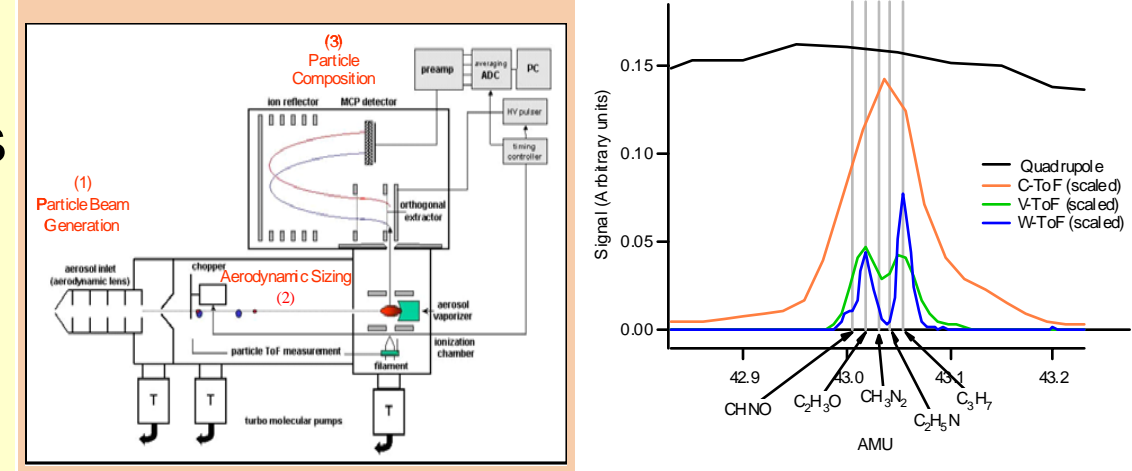 S
(3)
Particle
Composition
preamp
averaging
ADC
PC
ion reflector
MCP detector
HV pulser
timing
controller
(1)
Particle Beam
Generation
orthogonal
extractor
aerosol inlet
(aerodynamic lens)
chopper
Aerodynamic Sizing
(2)
aerosol
vaporizer
particle ToF measurement
ionization
chamber
filament
T
T
T
turbo molecular pumps
Signal (Arbitrary units)
0.15
0.10
0.05
0.00
Quadrupole
C-ToF (scaled)
V-ToF (scaled)
W-ToF (scaled)
42.9
43.0
43.1
43.2
CHNO
C₂H₃O
CH₃N₂
C₂H₅N
C₃H₇
AMU